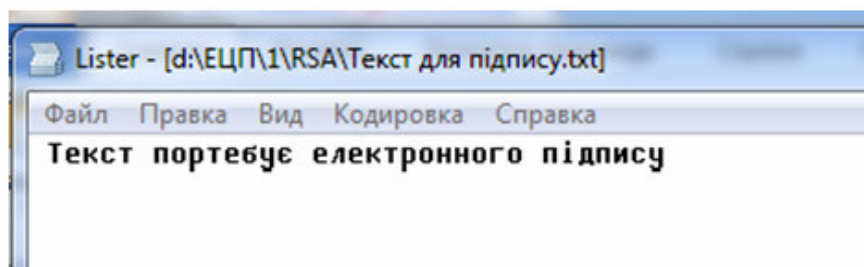 Lister - [d:\ЕЦП\1\RSA\Текст для підпису.txt]
Файл Правка Вид Кодировка Справка
Текст портебує електронного підпису